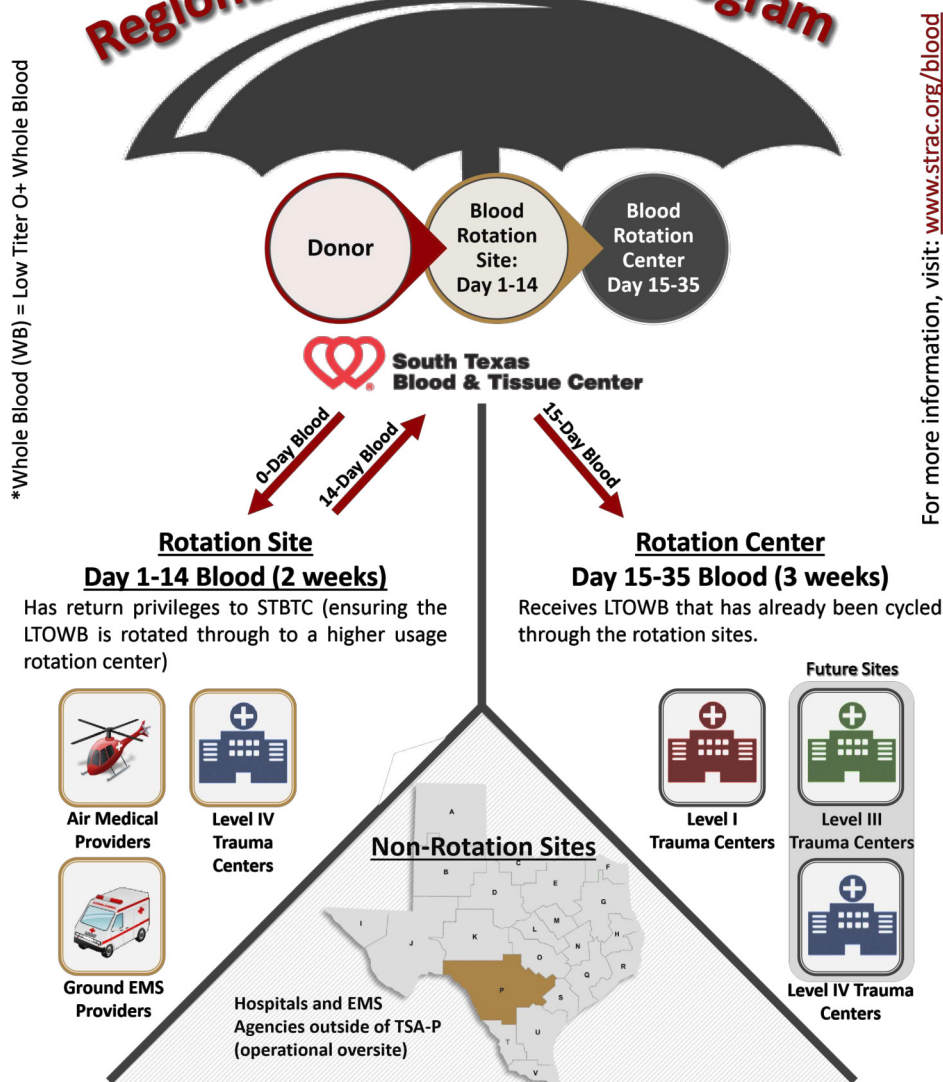 *Whole Blood (WB) = Low Titer O+ Whole Blood
For more information, visit: www.strac.org/blood
Donor
Blood
Rotation
Site:
Day 1-14
Blood
Rotation
Center
Day 15-35
South Texas
Blood & Tissue Center
®
0-Day Blood
14-Day Blood
15-Day Blood
Rotation Site
Day 1-14 Blood (2 weeks)
Has return privileges to STBTC (ensuring the
LTOWB is rotated through to a higher usage
rotation center)
Air Medical
Providers
Level IV
Trauma
Centers
Ground EMS
Providers
Rotation Center
Day 15-35 Blood (3 weeks)
Receives LTOWB that has already been cycled
through the rotation sites.
Future Sites
Level I
Trauma Centers
Level III
Trauma Centers
Level IV Trauma
Centers
Non-Rotation Sites
A
B
C
D
E
F
G
H
I
J
K
L
M
N
O
P
Q
R
S
T
U
V
Hospitals and EMS
Agencies outside of TSA-P
(operational oversite)